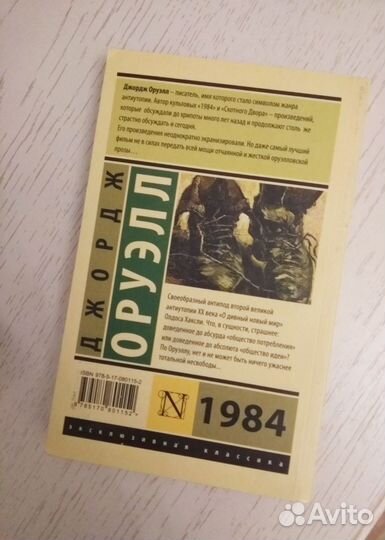 Джордж Оруэлл – писатель, имя которого стало символом жанра
антиутопии. Автор культовых «1984» и «Скотного Двора» – произведений,
которые обсуждали до хрипоты много лет назад и продолжают столь же
страстно обсуждать и сегодня.
Его произведения неоднократно экранизировали. Но даже самый лучший
фильм не в силах передать всей мощи отчаянной и жесткой оруэлловской
прозы…
ДЖОРДЖ
ОРУЭЛЛ
Своеобразный антипод второй великой
антиутопии XX века «О дивный новый мир»
Олдоса Хаксли. Что, в сущности, страшнее:
доведенное до абсурда «общество потребления»
или доведенное до абсолюта «общество идеи»?
По Оруэллу, нет и не может быть ничего ужаснее
тотальной несвободы…
ISBN 978-5-17-080115-2
9 785170 801152
N
1984
эксклюзивная классика
Avito